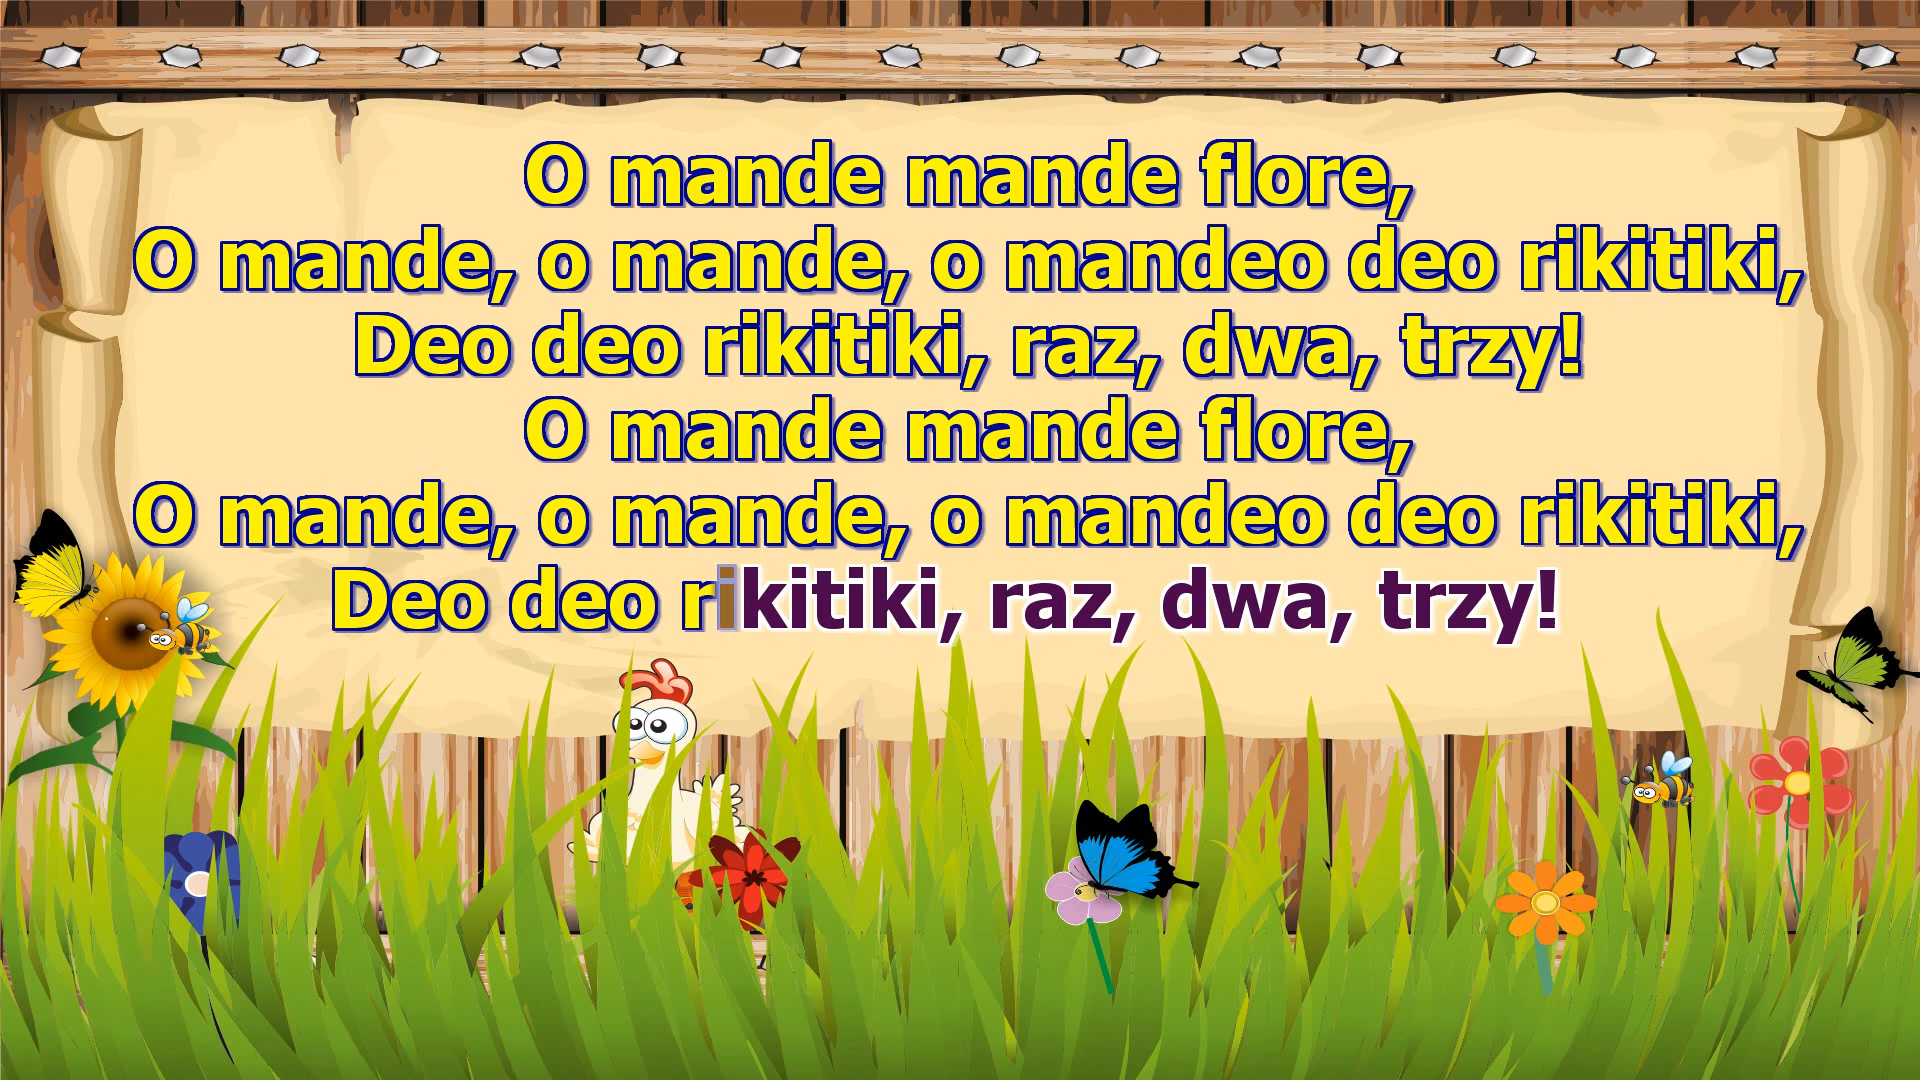 O mande mande flore,
O mande, o mande, o mandeo deo rikitiki,
Deo deo rikitiki, raz, dwa, trzy!
O mande mande flore,
O mande, o mande, o mandeo deo rikitiki,
Deo deo rikitiki, raz, dwa, trzy!